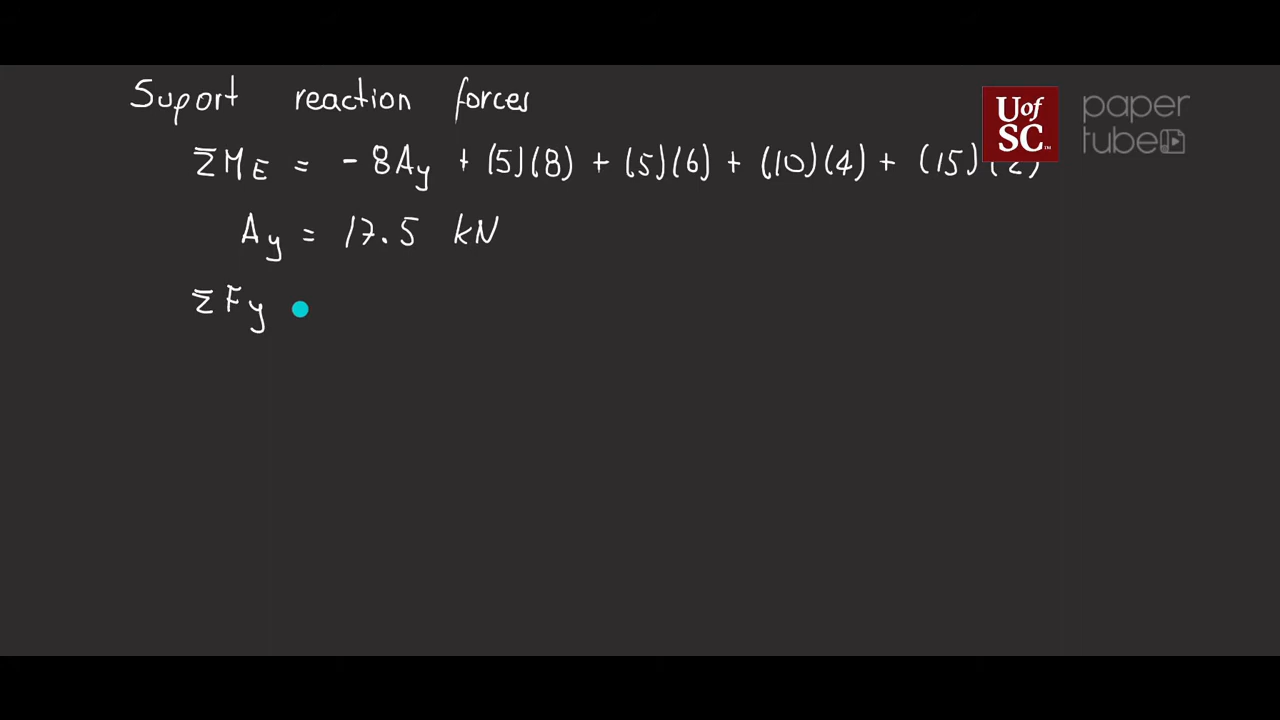 Suport reaction forces
UofSC™
paper
tube
ΣM_E = - 8A_y + (5)(8) + (5)(6) + (10)(4) + (15)(2)
A_y = 17.5 kN
ΣF_y